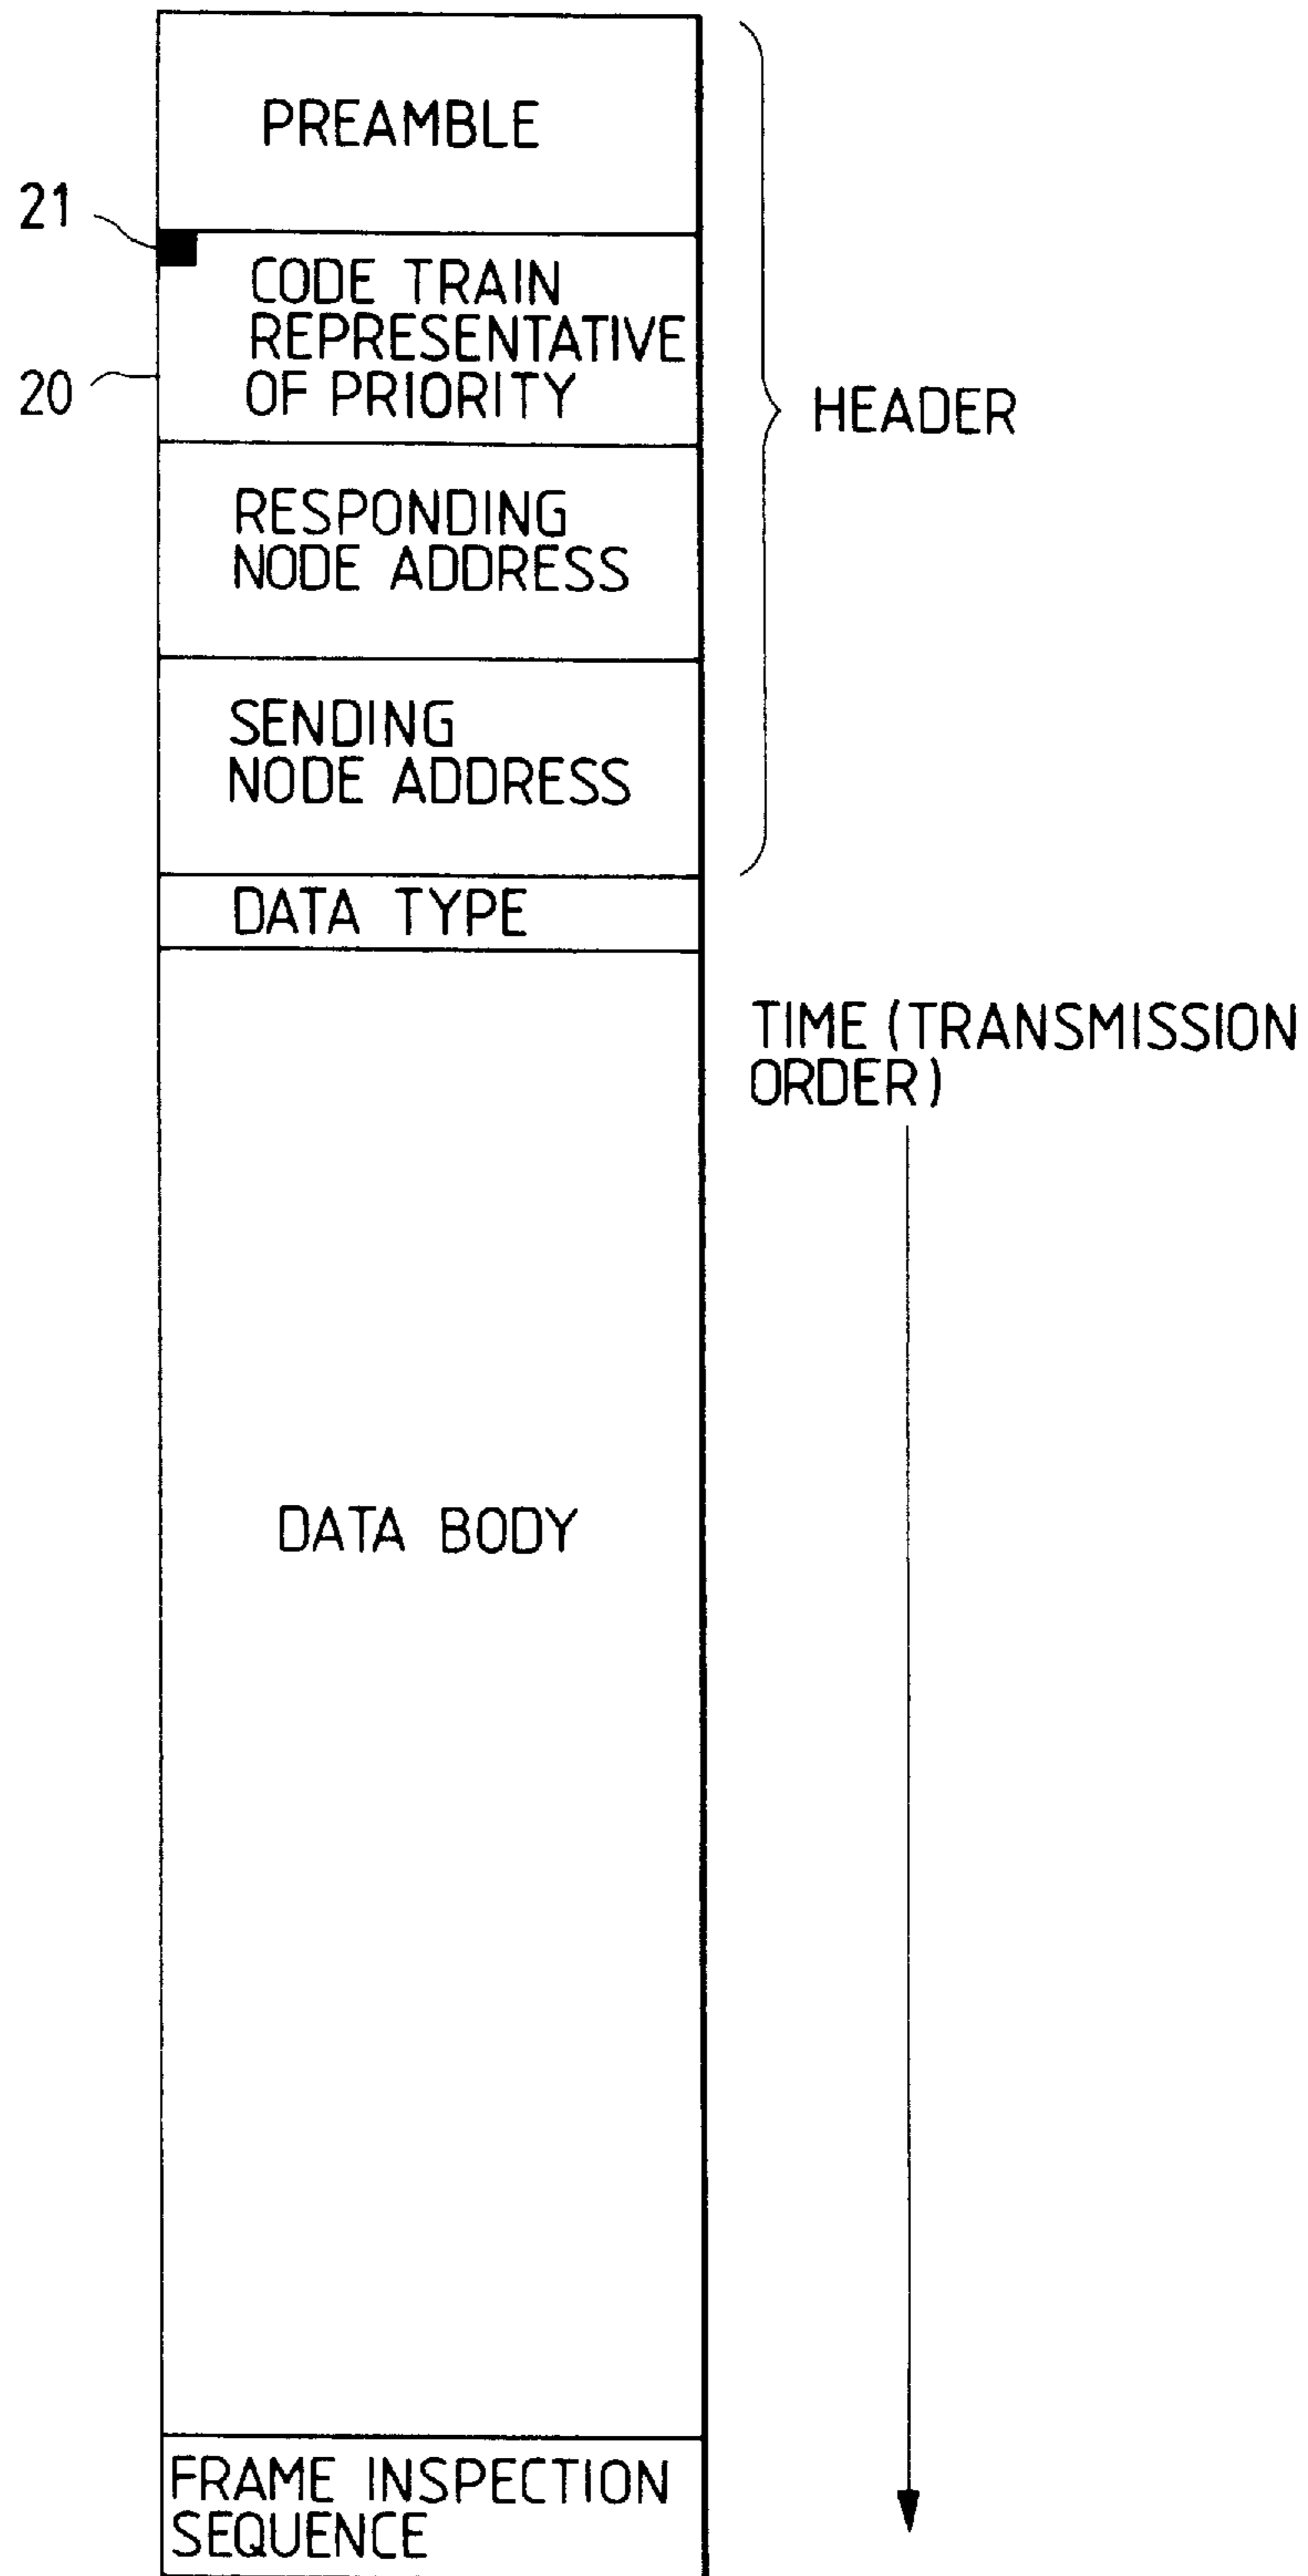 PREAMBLE
21
CODE TRAIN
REPRESENTATIVE
OF PRIORITY
20
HEADER
RESPONDING
NODE ADDRESS
SENDING
NODE ADDRESS
DATA TYPE
TIME (TRANSMISSION
ORDER)
DATA BODY
FRAME INSPECTION
SEQUENCE